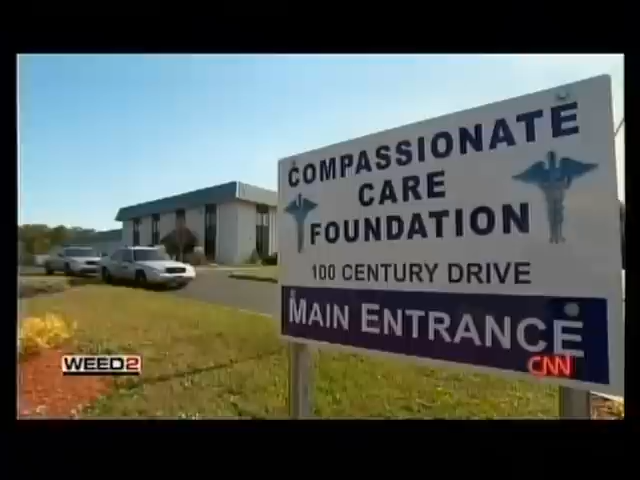 COMPASSIONATE
CARE
FOUNDATION
100 CENTURY DRIVE
MAIN ENTRANCE
WEED2
CNN